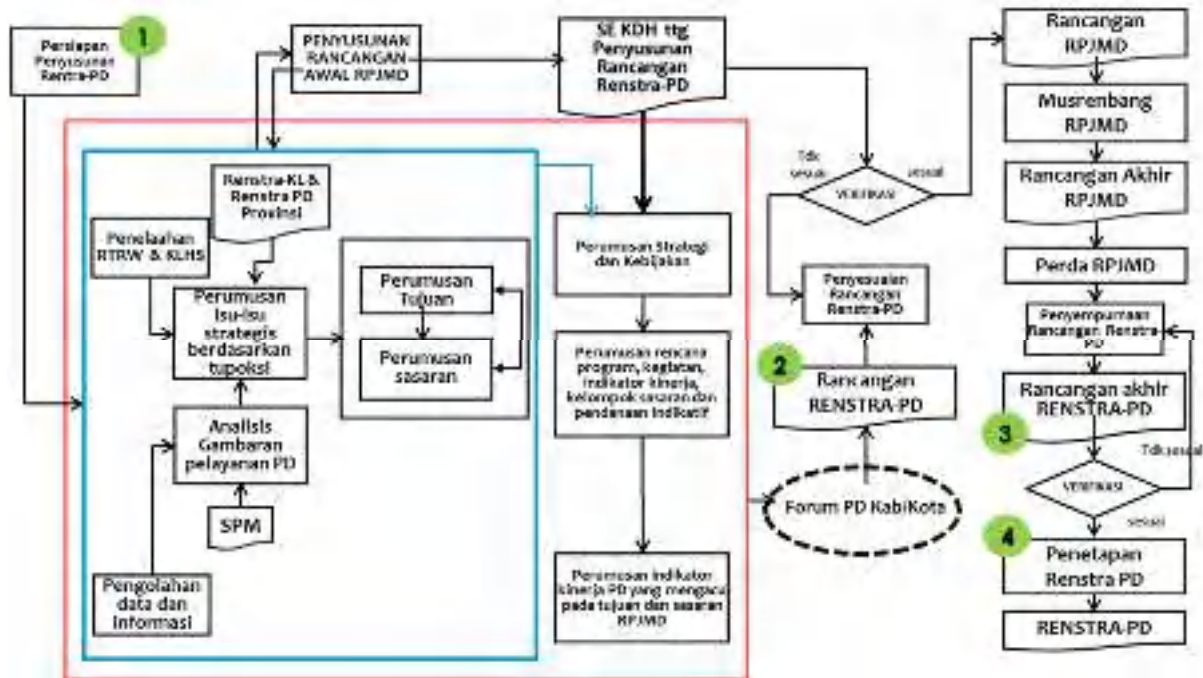 1
Persiapan
Penyusunan
Rentra-PD
PENYUSUNAN
RANCANGAN
AWAL RPJMD
SE KDH ttg
Penyusunan
Rancangan
Renstra-PD
Renstra-KL &
Renstra PD
Provinsi
Penelaahan
RTRW & KLHS
Perumusan
Isu-isu
strategis
berdasarkan
tupoksi
Perumusan
Tujuan
Perumusan
sasaran
Analisis
Gambaran
pelayanan PD
SPM
Pengolahan
data dan
informasi
Perumusan Strategi
dan Kebijakan
Perumusan rencana
program, kegiatan,
indikator kinerja,
kelompok sasaran dan
pendanaan indikatif
Perumusan indikator
kinerja PD yang mengacu
pada tujuan dan sasaran
RPJMD
Tdk
sesuai
VERIFIKASI
sesuai
Penyesuaian
Rancangan
Renstra-PD
2
Rancangan
RENSTRA-PD
Forum PD KabiKota
Rancangan
RPJMD
Musrenbang
RPJMD
Rancangan Akhir
RPJMD
Perda RPJMD
Penyempurnaan
Rancangan Renstra-
PD
Rancangan akhir
RENSTRA-PD
3
Tdk sesuai
VERIFIKASI
sesuai
4
Penetapan
Renstra PD
RENSTRA-PD